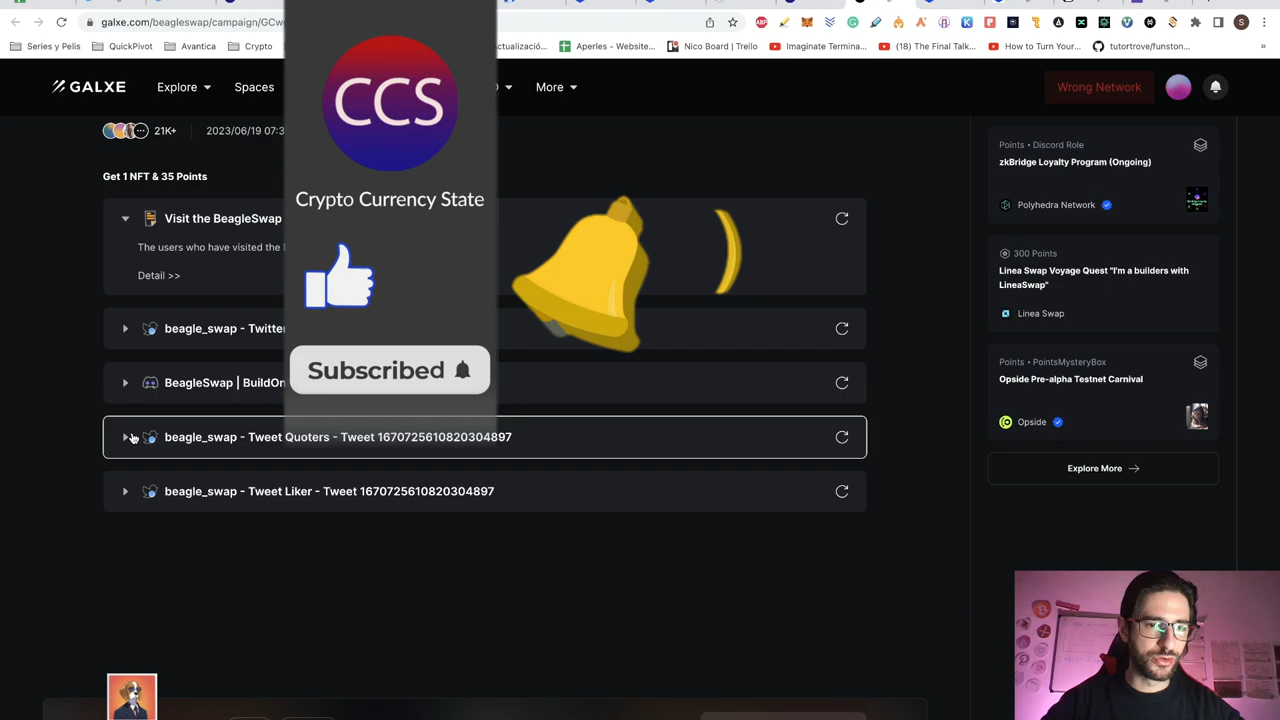 galxe.com/beagleswap/campaign/GCw
ABP
S
Series y Pelis
QuickPivot
Avantica
Crypto
Aperles - Website...
Nico Board | Trello
Imaginate Termina...
(18) The Final Talk...
How to Turn Your...
tutortrove/funston...
»
GALXE
Explore
Spaces
More
Wrong Network
21K+
2023/06/19 07:3
Get 1 NFT & 35 Points
Visit the BeagleSwap
The users who have visited the
Detail >>
beagle_swap - Twitte
BeagleSwap | BuildOn
beagle_swap - Tweet Quoters - Tweet 1670725610820304897
beagle_swap - Tweet Liker - Tweet 1670725610820304897
CCS
Crypto Currency State
Subscribed
Points • Discord Role
zkBridge Loyalty Program (Ongoing)
Polyhedra Network
300 Points
Linea Swap Voyage Quest "I'm a builders with
LineaSwap"
Linea Swap
Points • PointsMysteryBox
Opside Pre-alpha Testnet Carnival
Opside
Explore More